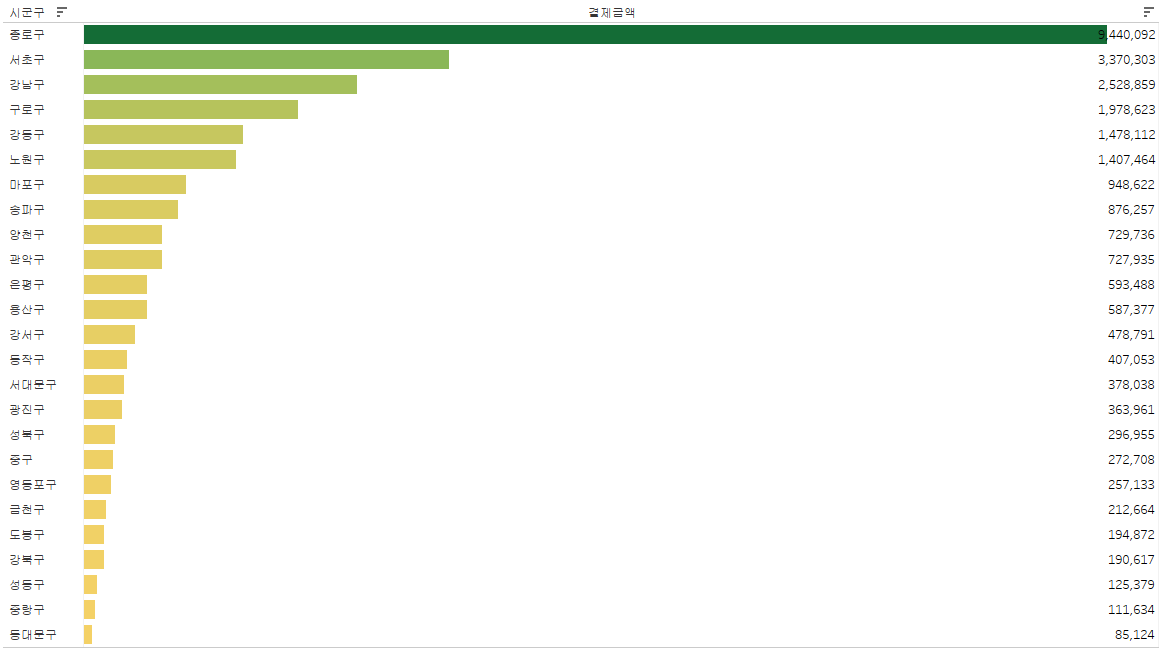 시군구 결제금액
종로구 9,440,092
서초구 3,370,303
강남구 2,528,859
구로구 1,978,623
강동구 1,478,112
노원구 1,407,464
마포구 948,622
송파구 876,257
양천구 729,736
관악구 727,935
은평구 593,488
용산구 587,377
강서구 478,791
동작구 407,053
서대문구 378,038
광진구 363,961
성북구 296,955
중구 272,708
영등포구 257,133
금천구 212,664
도봉구 194,872
강북구 190,617
성동구 125,379
중랑구 111,634
동대문구 85,124